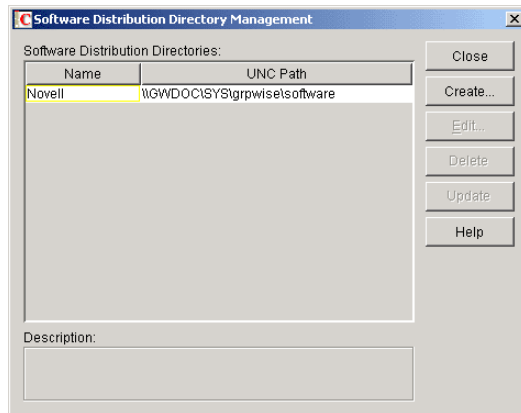 Software Distribution Directory Management
Software Distribution Directories:
Name UNC Path
Novell \\GWDOC\SYS\grpwise\software
Close
Create...
Edit...
Delete
Update
Help
Description: